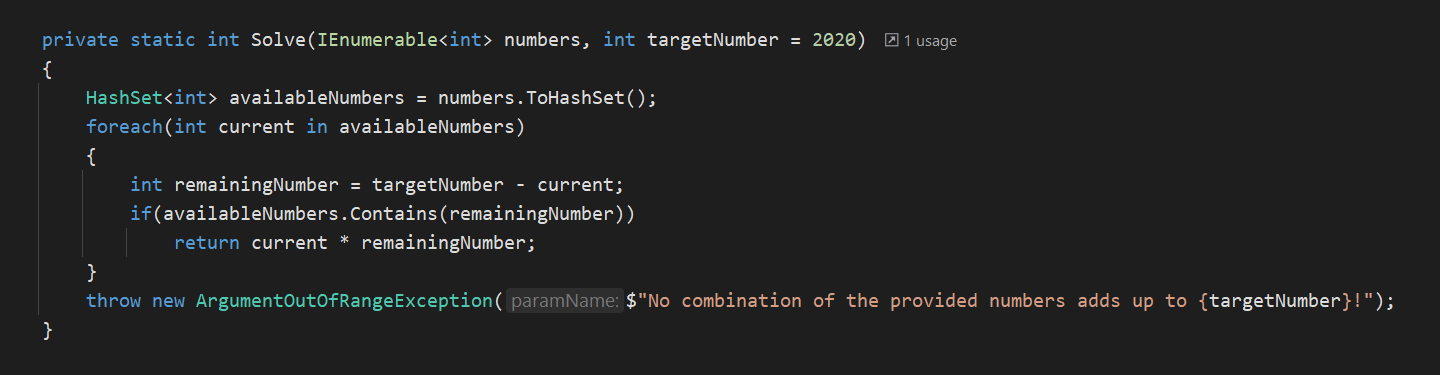 private static int Solve(IEnumerable<int> numbers, int targetNumber = 2020) 1 usage
{
    HashSet<int> availableNumbers = numbers.ToHashSet();
    foreach(int current in availableNumbers)
    {
        int remainingNumber = targetNumber - current;
        if(availableNumbers.Contains(remainingNumber))
            return current * remainingNumber;
    }
    throw new ArgumentOutOfRangeException( paramName: $"No combination of the provided numbers adds up to {targetNumber}!");
}